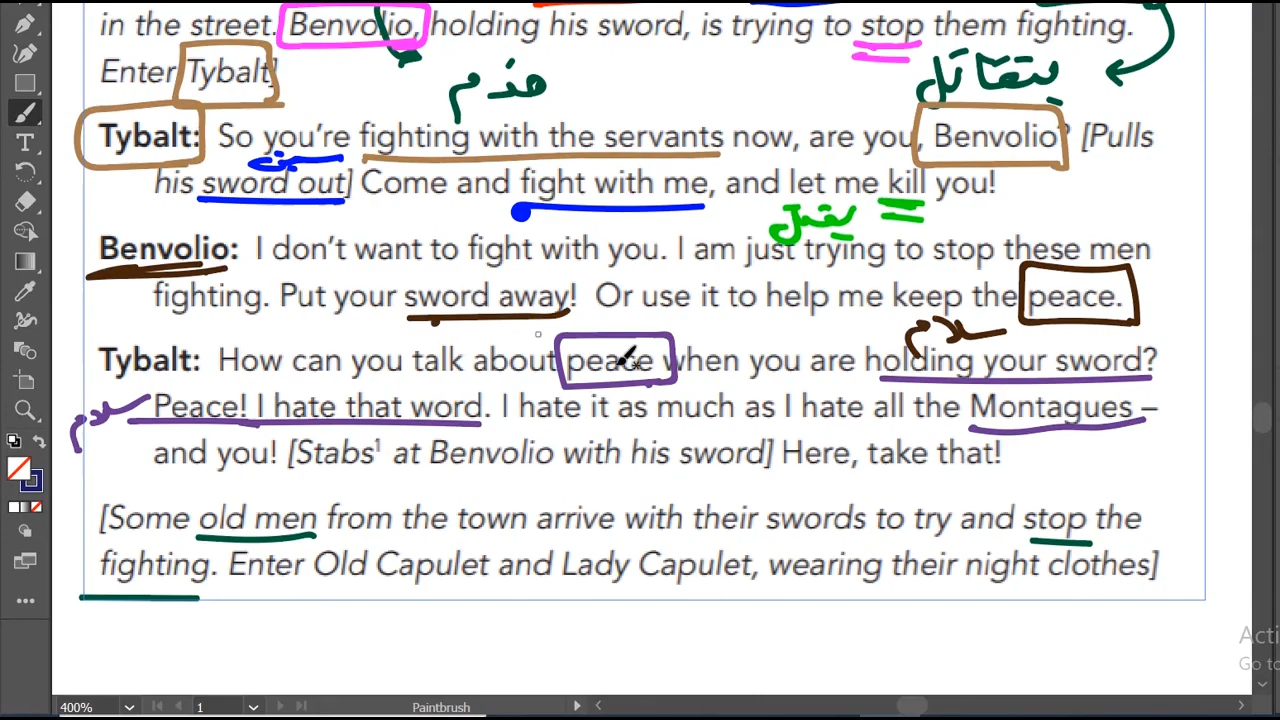 in the street. Benvolio, holding his sword, is trying to stop them fighting.
Enter Tybalt]
يتقاتل
Tybalt: So you're fighting with the servants now, are you, Benvolio? [Pulls
his sword out] Come and fight with me, and let me kill you!
يقتل
Benvolio: I don't want to fight with you. I am just trying to stop these men
fighting. Put your sword away! Or use it to help me keep the peace.
Tybalt: How can you talk about peace when you are holding your sword?
Peace! I hate that word. I hate it as much as I hate all the Montagues –
and you! [Stabs¹ at Benvolio with his sword] Here, take that!
[Some old men from the town arrive with their swords to try and stop the
fighting. Enter Old Capulet and Lady Capulet, wearing their night clothes]
Acti
Go to
400%
1
Paintbrush